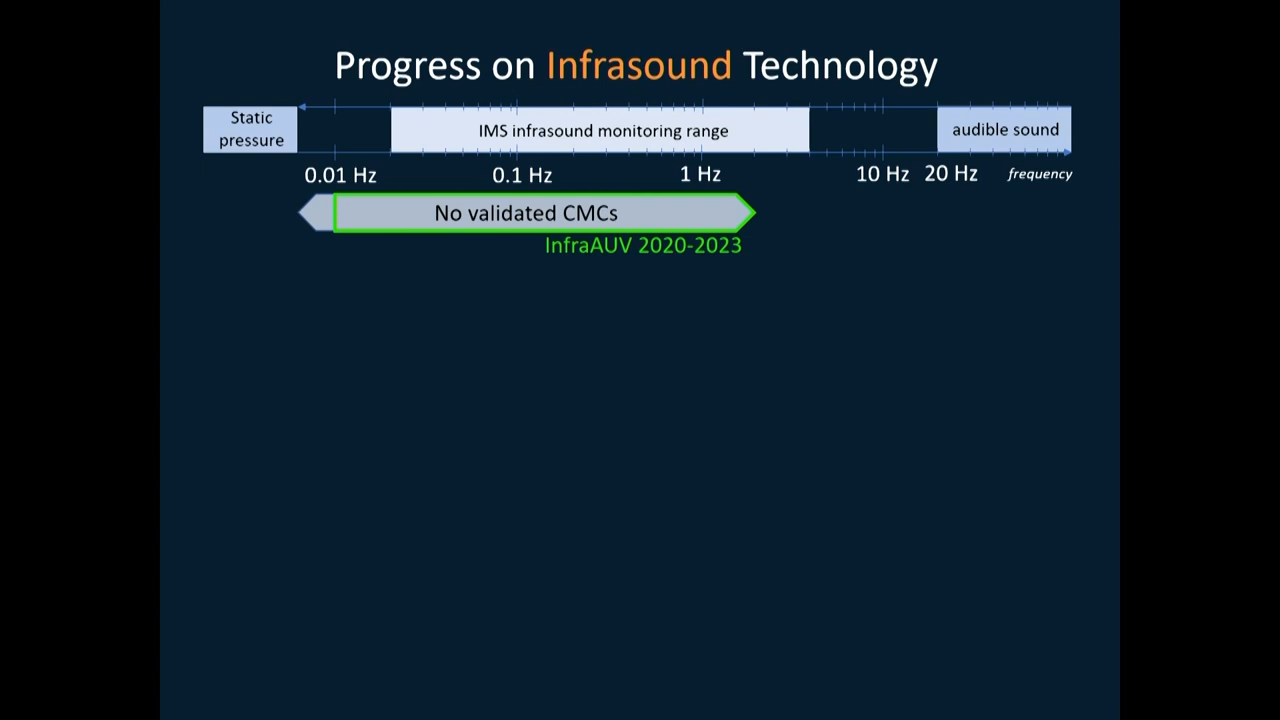 Progress on Infrasound Technology
Static
pressure
IMS infrasound monitoring range
audible sound
0.01 Hz
0.1 Hz
1 Hz
10 Hz
20 Hz
frequency
No validated CMCs
InfraAUV 2020-2023